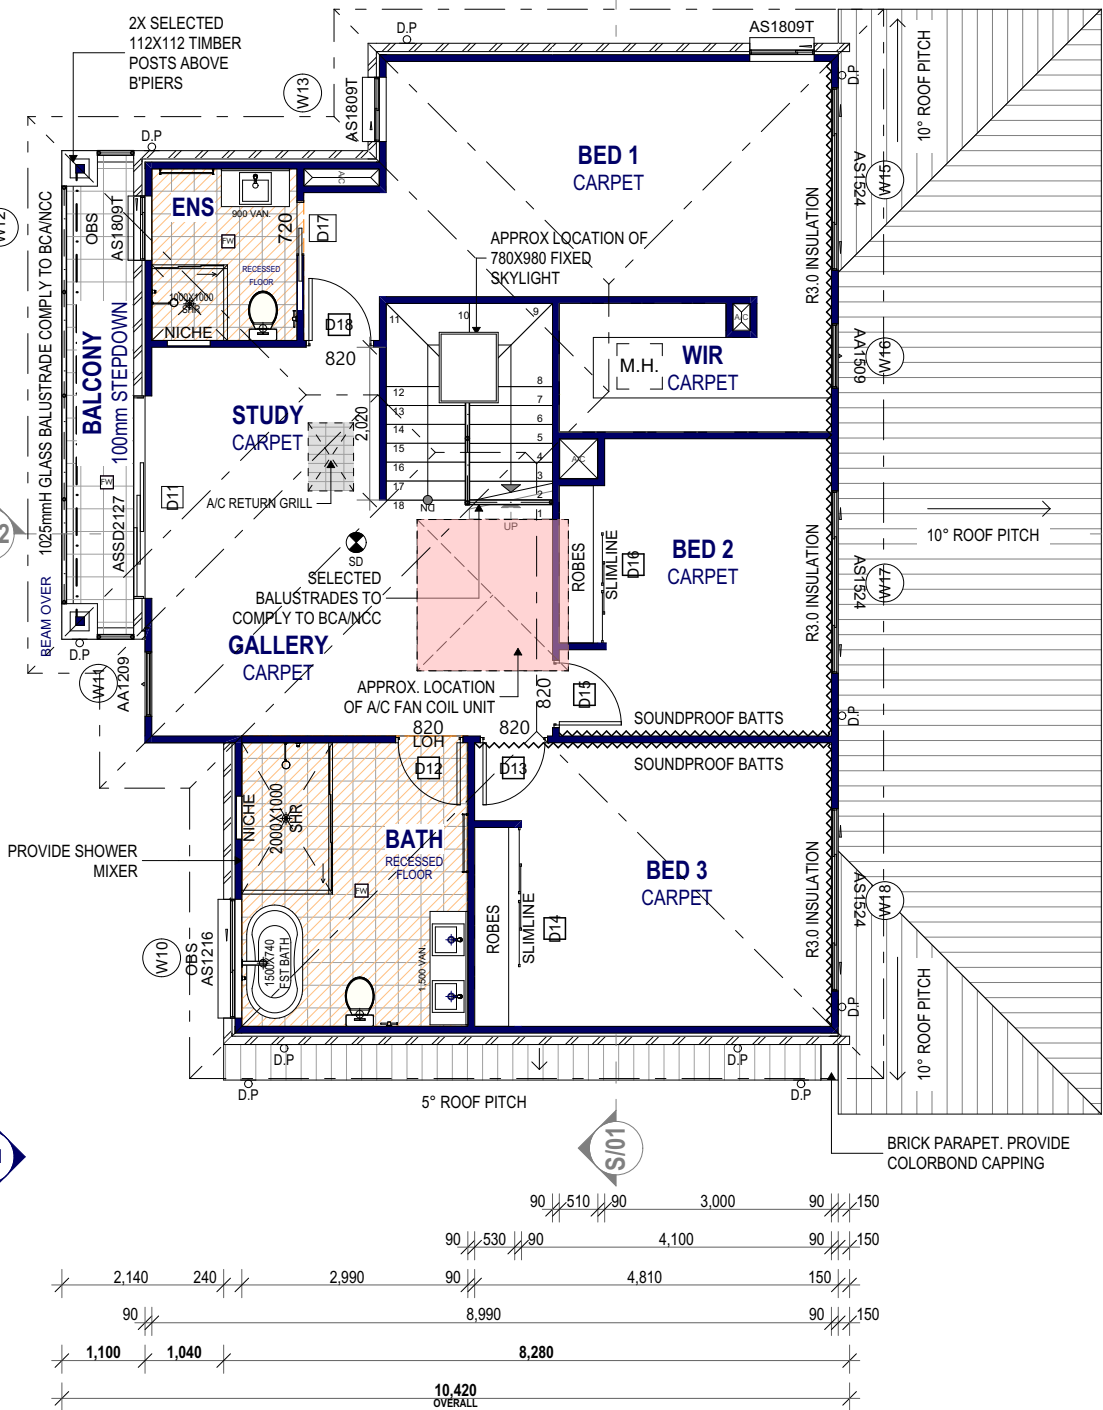 2X SELECTED
112X112 TIMBER
POSTS ABOVE
B'PIERS
D.P
AS1809T
D.P
W13
AS1809T
10° ROOF PITCH
D.P
BED 1
CARPET
AS1524
W15
R3.0 INSULATION
A/C
ENS
900 VAN.
720
D17
FW
RECESSED
FLOOR
1000X1000
SHR
NICHE
D18
820
W12
OBS
AS1809T
1025mmH GLASS BALUSTRADE COMPLY TO BCA/NCC
BALCONY
100mm STEPDOWN
FW
BEAM OVER
ASSD2127
D11
APPROX LOCATION OF
780X980 FIXED
SKYLIGHT
11
10
9
8
7
6
5
4
3
2
1
12
13
14
15
16
17
18
DN
UP
A/C
M.H.
WIR
CARPET
AA1509
W16
STUDY
CARPET
2,020
A/C RETURN GRILL
SD
SELECTED
BALUSTRADES TO
COMPLY TO BCA/NCC
GALLERY
CARPET
A/C
ROBES
SLIMLINE
D16
BED 2
CARPET
R3.0 INSULATION
AS1524
W17
10° ROOF PITCH
2
D.P
W11
AA1209
APPROX. LOCATION
OF A/C FAN COIL UNIT
820
D15
SOUNDPROOF BATTS
SOUNDPROOF BATTS
D.P
820
LOH
D12
820
D13
NICHE
2000X1000
SHR
PROVIDE SHOWER
MIXER
BATH
RECESSED
FLOOR
FW
W10
OBS
AS1216
1500X740
FST BATH
1,500 VAN.
ROBES
SLIMLINE
D14
BED 3
CARPET
R3.0 INSULATION
AS1524
W18
D.P
10° ROOF PITCH
D.P
D.P
D.P
D.P
5° ROOF PITCH
S/01
BRICK PARAPET. PROVIDE
COLORBOND CAPPING
90 510 90 3,000 90 150
90 530 90 4,100 90 150
2,140 240 2,990 90 4,810 150
90 8,990 90 150
1,100 1,040 8,280
10,420
OVERALL